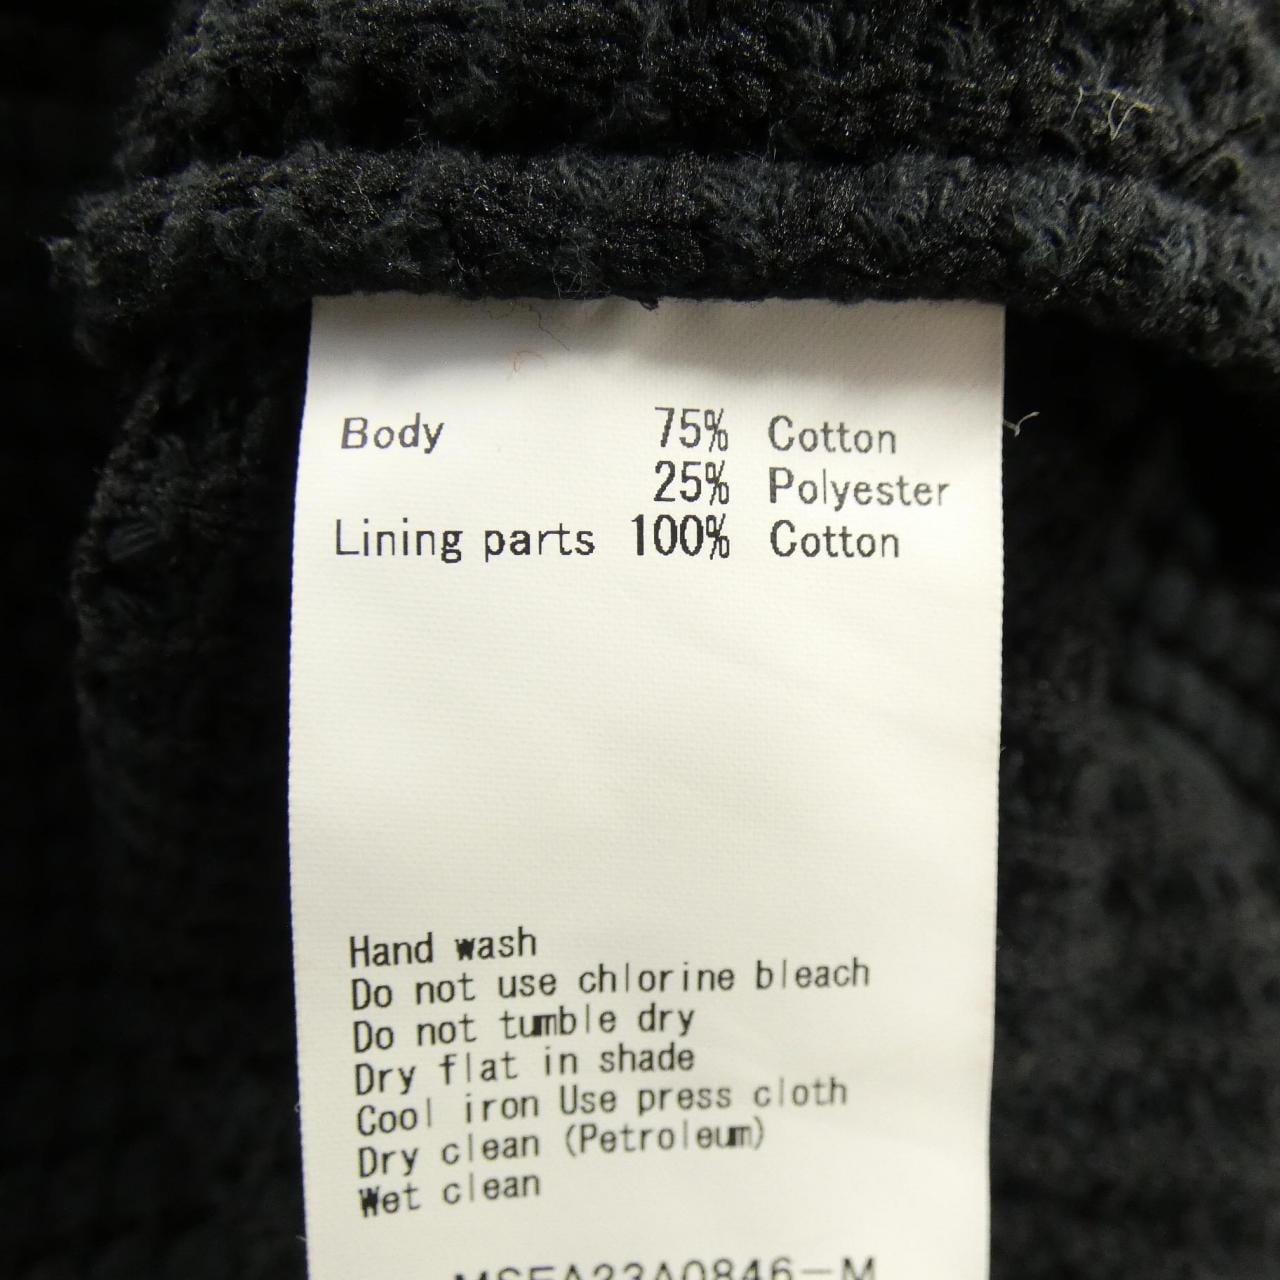 Body 75% Cotton
25% Polyester
Lining parts 100% Cotton
Hand wash
Do not use chlorine bleach
Do not tumble dry
Dry flat in shade
Cool iron Use press cloth
Dry clean (Petroleum)
Wet clean
MSFA23A0846-M